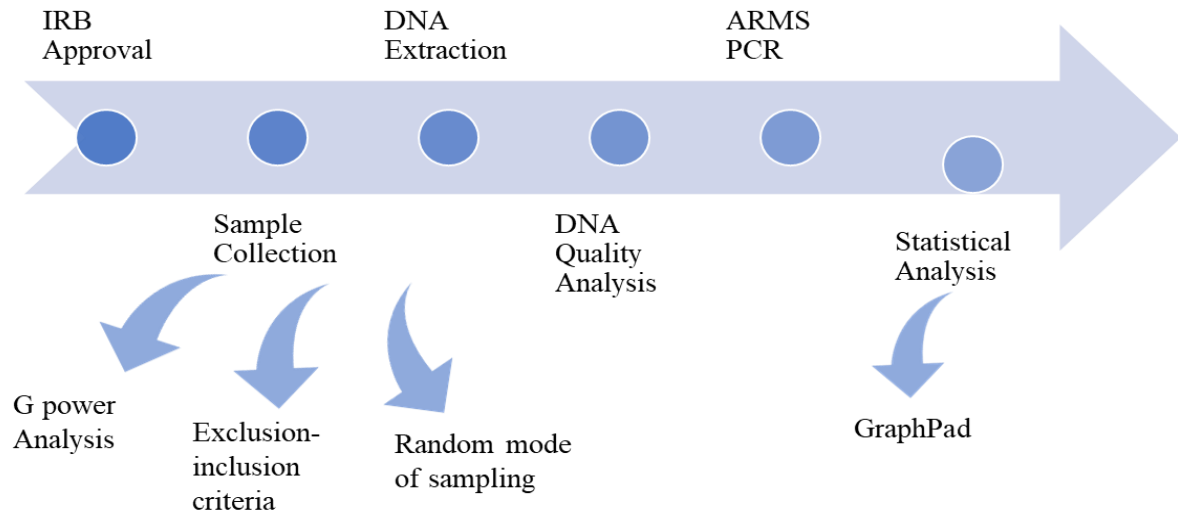 IRB
Approval
DNA
Extraction
ARMS
PCR
Sample
Collection
DNA
Quality
Analysis
Statistical
Analysis
G power
Analysis
Exclusion-
inclusion
criteria
Random mode
of sampling
GraphPad